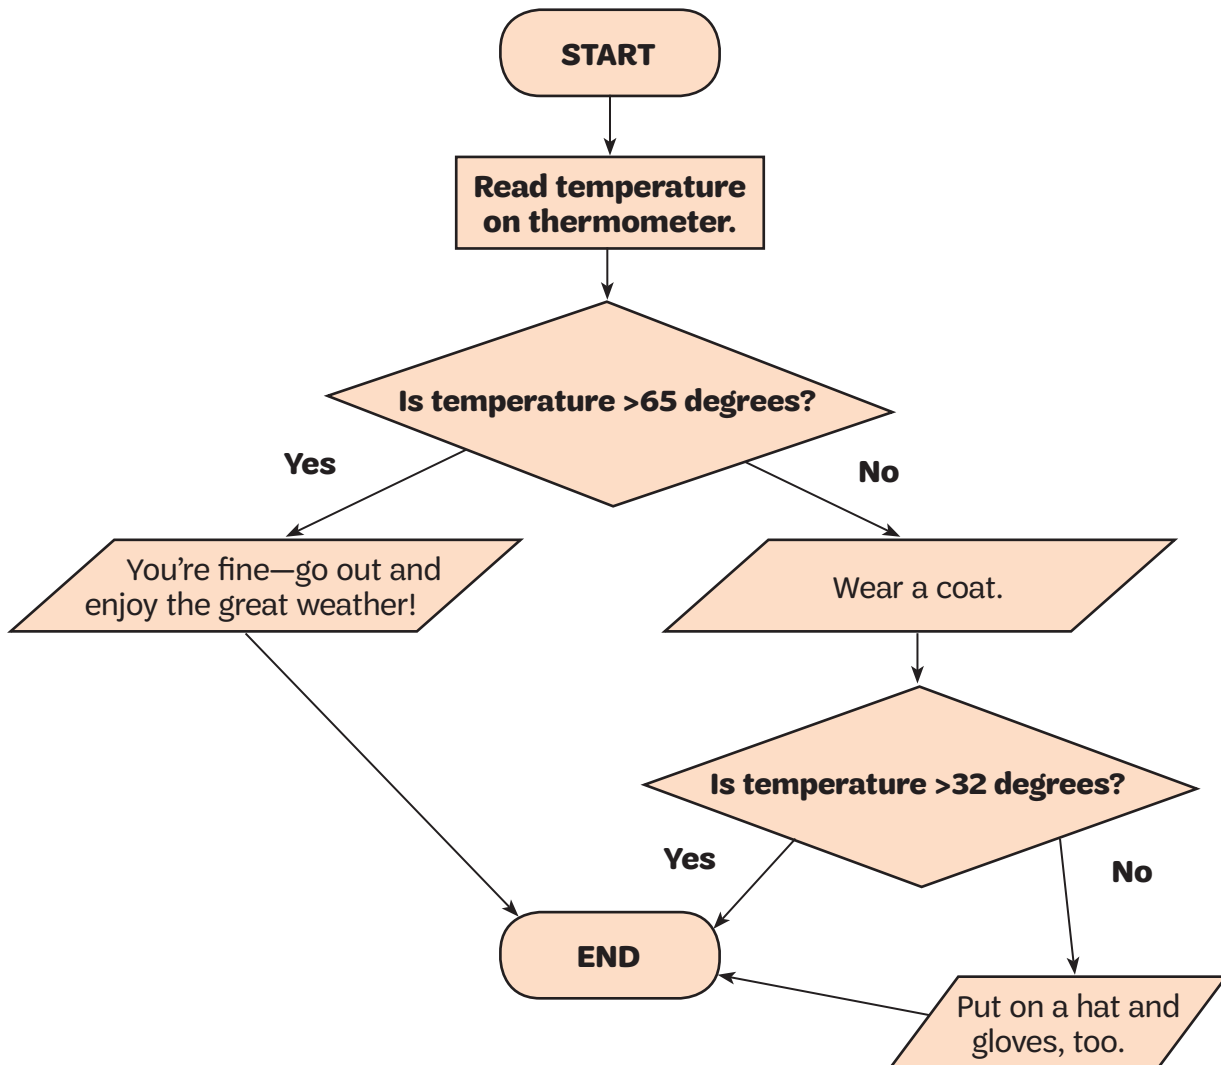 START
Read temperature
on thermometer.
Is temperature >65 degrees?
Yes
No
You’re fine—go out and
enjoy the great weather!
Wear a coat.
Is temperature >32 degrees?
Yes
No
END
Put on a hat and
gloves, too.